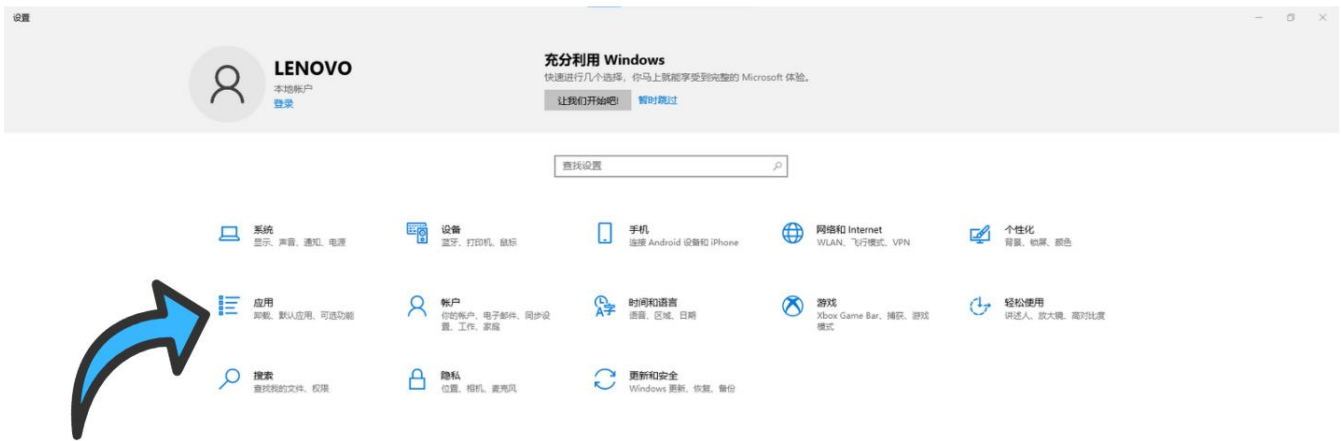 设置
LENOVO
本地帐户
登录
充分利用 Windows
快速进行几个选择，你马上就能享受到完整的 Microsoft 体验。
让我们开始吧!
暂时跳过
查找设置
系统
显示、声音、通知、电源
设备
蓝牙、打印机、鼠标
手机
连接 Android 设备和 iPhone
网络和 Internet
WLAN、飞行模式、VPN
个性化
背景、锁屏、颜色
应用
卸载、默认应用、可选功能
帐户
你的帐户、电子邮件、同步设
置、工作、家庭
时间和语言
语音、区域、日期
游戏
Xbox Game Bar、捕获、游戏
模式
轻松使用
讲述人、放大镜、高对比度
搜索
查找我的文件、权限
隐私
位置、相机、麦克风
更新和安全
Windows 更新、恢复、备份